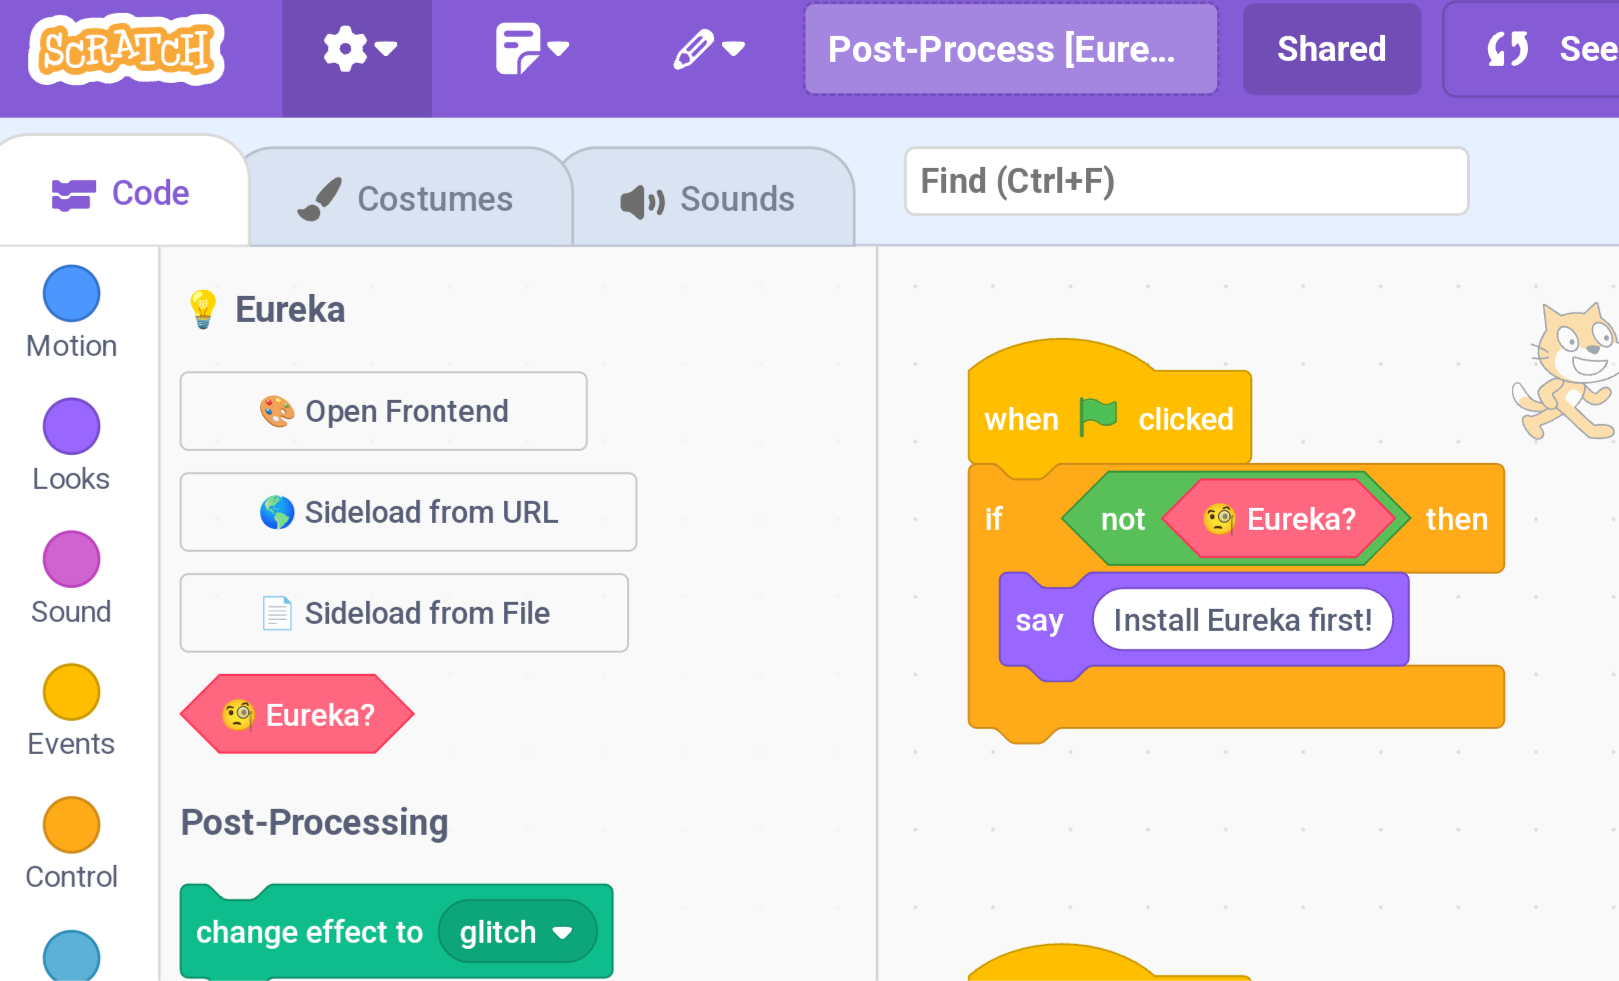 SCRATCH
Post-Process [Eure...
Shared
See
Code
Costumes
Sounds
Find (Ctrl+F)
Motion
Looks
Sound
Events
Control
Eureka
Open Frontend
Sideload from URL
Sideload from File
Eureka?
Post-Processing
change effect to glitch
when clicked
if not Eureka? then
say Install Eureka first!